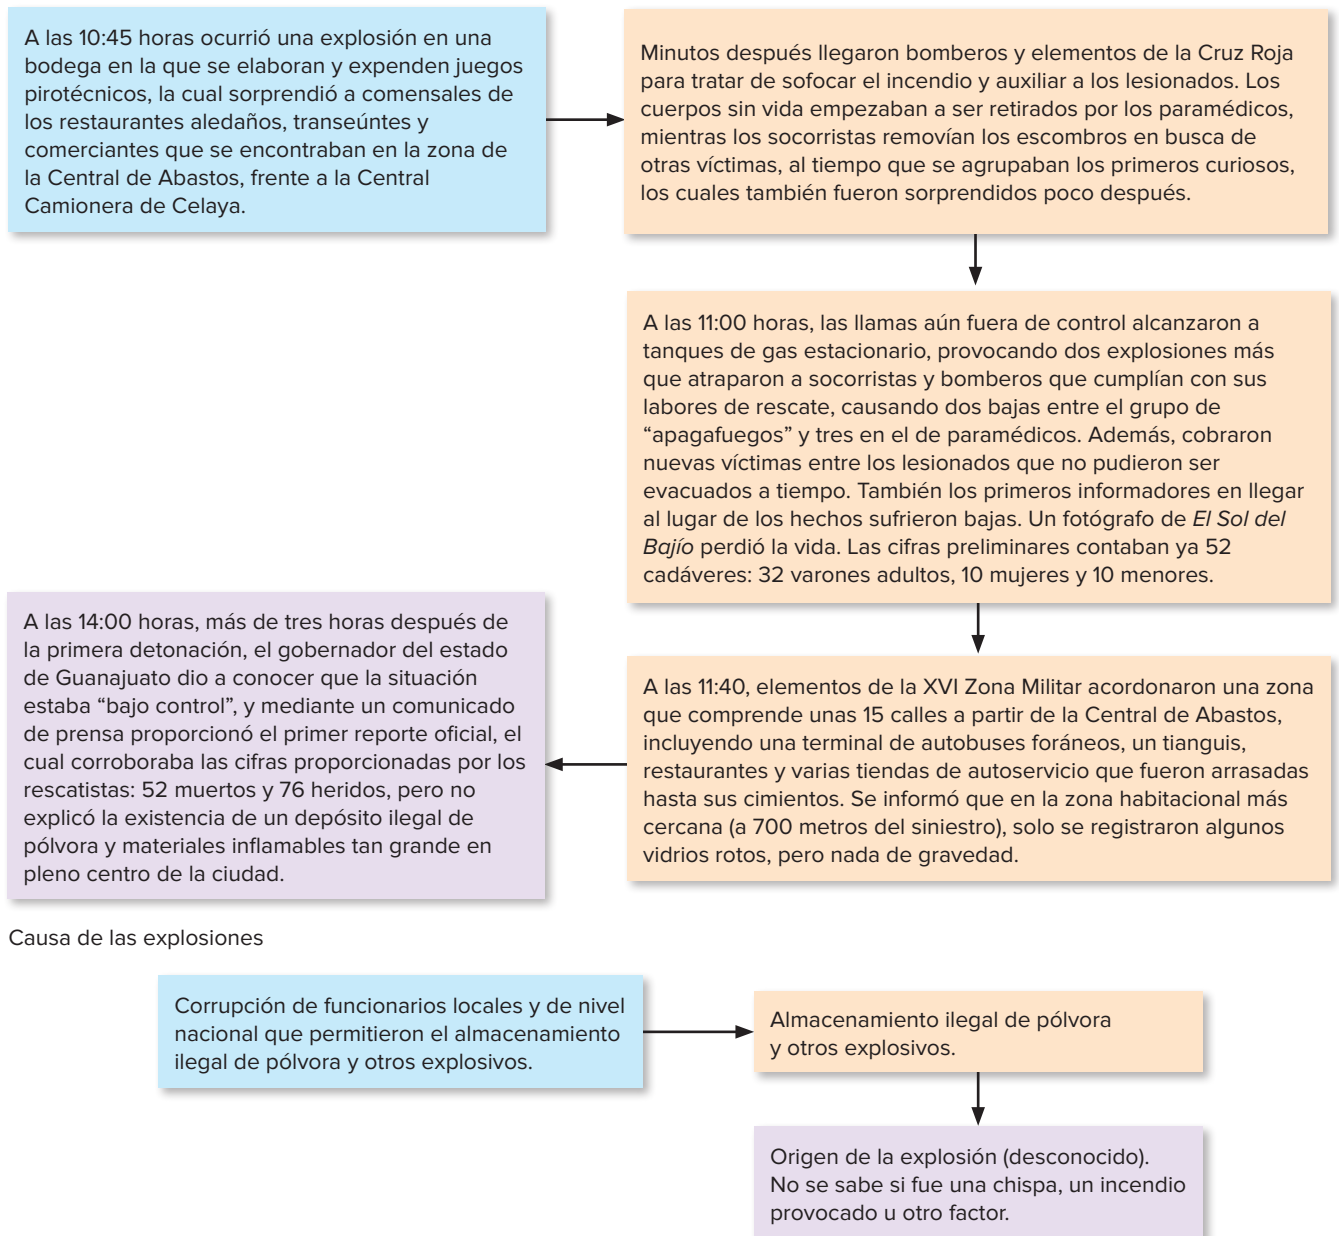 A las 10:45 horas ocurrió una explosión en una
bodega en la que se elaboran y expenden juegos
pirotécnicos, la cual sorprendió a comensales de
los restaurantes aledaños, transeúntes y
comerciantes que se encontraban en la zona de
la Central de Abastos, frente a la Central
Camionera de Celaya.
Minutos después llegaron bomberos y elementos de la Cruz Roja
para tratar de sofocar el incendio y auxiliar a los lesionados. Los
cuerpos sin vida empezaban a ser retirados por los paramédicos,
mientras los socorristas removían los escombros en busca de
otras víctimas, al tiempo que se agrupaban los primeros curiosos,
los cuales también fueron sorprendidos poco después.
A las 11:00 horas, las llamas aún fuera de control alcanzaron a
tanques de gas estacionario, provocando dos explosiones más
que atraparon a socorristas y bomberos que cumplían con sus
labores de rescate, causando dos bajas entre el grupo de
“apagafuegos” y tres en el de paramédicos. Además, cobraron
nuevas víctimas entre los lesionados que no pudieron ser
evacuados a tiempo. También los primeros informadores en llegar
al lugar de los hechos sufrieron bajas. Un fotógrafo de El Sol del
Bajío perdió la vida. Las cifras preliminares contaban ya 52
cadáveres: 32 varones adultos, 10 mujeres y 10 menores.
A las 11:40, elementos de la XVI Zona Militar acordonaron una zona
que comprende unas 15 calles a partir de la Central de Abastos,
incluyendo una terminal de autobuses foráneos, un tianguis,
restaurantes y varias tiendas de autoservicio que fueron arrasadas
hasta sus cimientos. Se informó que en la zona habitacional más
cercana (a 700 metros del siniestro), solo se registraron algunos
vidrios rotos, pero nada de gravedad.
A las 14:00 horas, más de tres horas después de
la primera detonación, el gobernador del estado
de Guanajuato dio a conocer que la situación
estaba “bajo control”, y mediante un comunicado
de prensa proporcionó el primer reporte oficial, el
cual corroboraba las cifras proporcionadas por los
rescatistas: 52 muertos y 76 heridos, pero no
explicó la existencia de un depósito ilegal de
pólvora y materiales inflamables tan grande en
pleno centro de la ciudad.
Causa de las explosiones
Corrupción de funcionarios locales y de nivel
nacional que permitieron el almacenamiento
ilegal de pólvora y otros explosivos.
Almacenamiento ilegal de pólvora
y otros explosivos.
Origen de la explosión (desconocido).
No se sabe si fue una chispa, un incendio
provocado u otro factor.